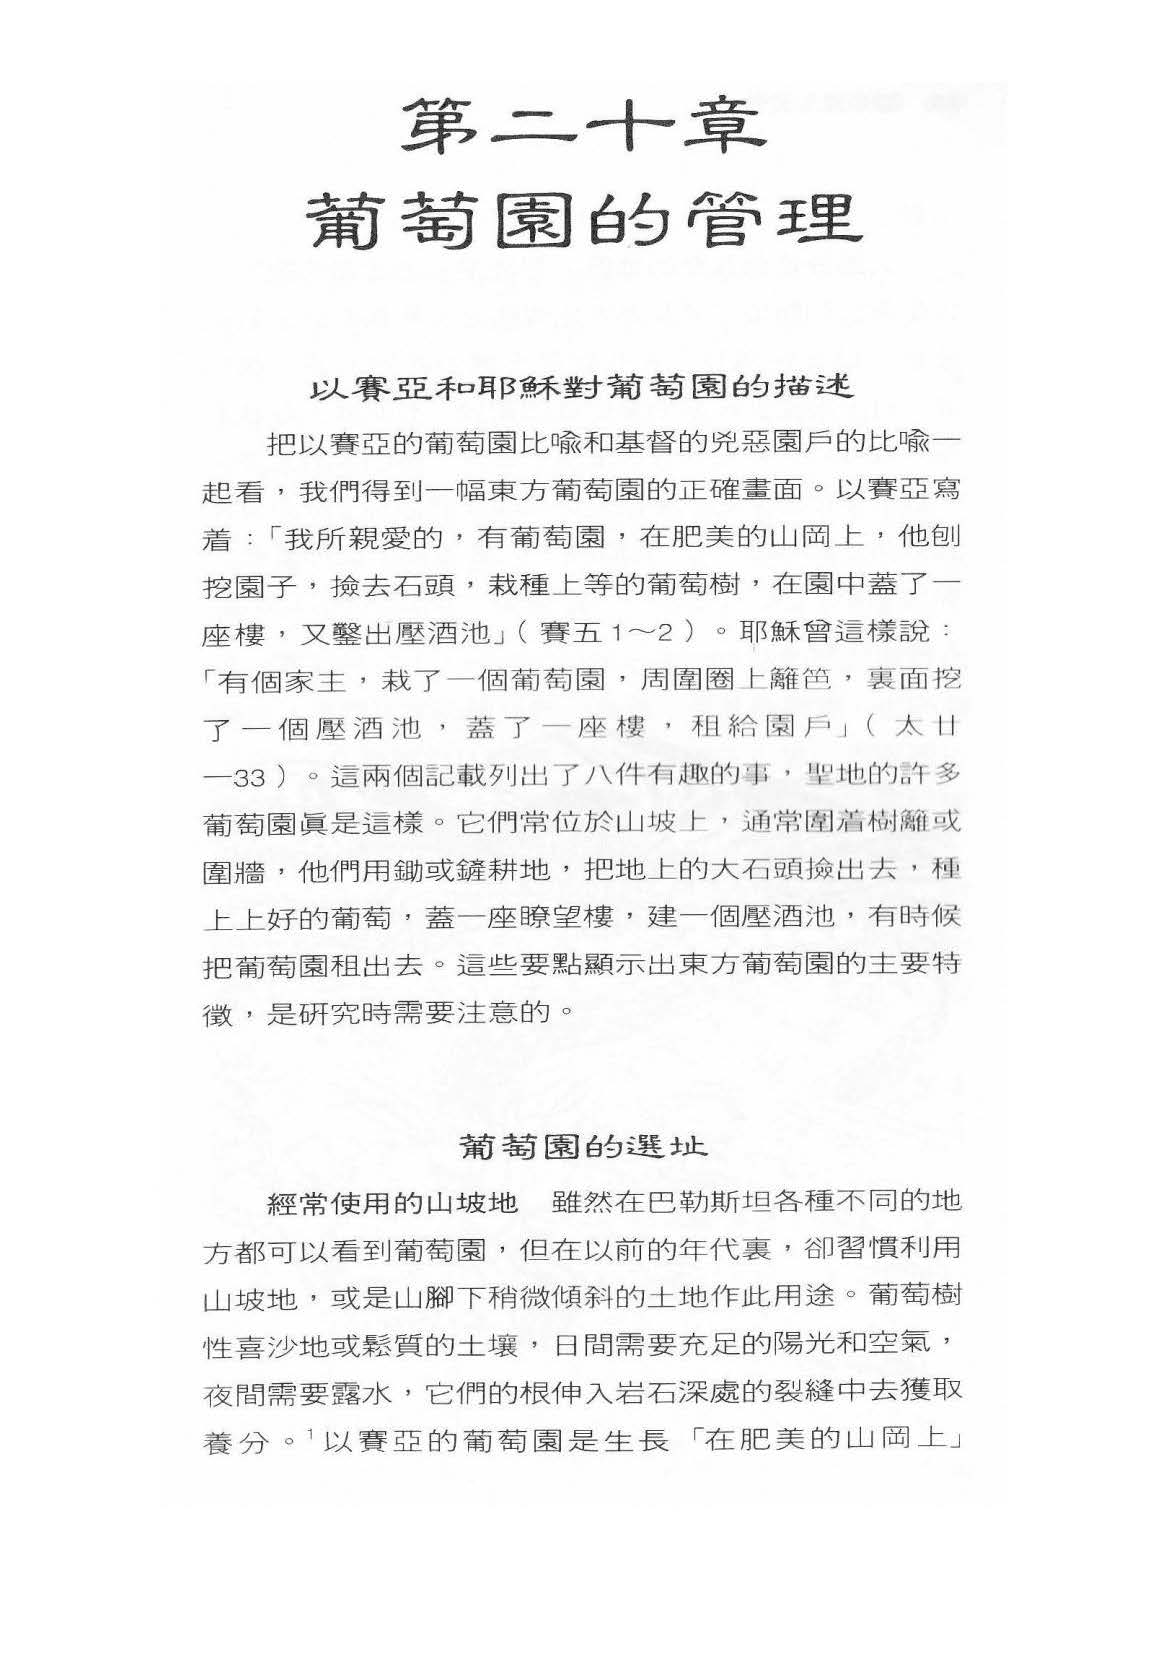 第二十章
葡萄園的管理
以賽亞和耶穌對葡萄園的描述
把以賽亞的葡萄園比喻和基督的兇惡園戶的比喻一
起看，我們得到一幅東方葡萄園的正確畫面。以賽亞寫
着：「我所親愛的，有葡萄園，在肥美的山岡上，他刨
挖園子，撿去石頭，栽種上等的葡萄樹，在園中蓋了一
座樓，又鑿出壓酒池」（賽五1～2）。耶穌曾這樣說：
「有個家主，栽了一個葡萄園，周圍圈上籬笆，裏面挖
了一個壓酒池，蓋了一座樓，租給園戶」（太廿
一33）。這兩個記載列出了八件有趣的事，聖地的許多
葡萄園眞是這樣。它們常位於山坡上，通常圍着樹籬或
圍牆，他們用鋤或鏟耕地，把地上的大石頭撿出去，種
上上好的葡萄，蓋一座瞭望樓，建一個壓酒池，有時候
把葡萄園租出去。這些要點顯示出東方葡萄園的主要特
徵，是研究時需要注意的。
葡萄園的選址
經常使用的山坡地　雖然在巴勒斯坦各種不同的地
方都可以看到葡萄園，但在以前的年代裏，卻習慣利用
山坡地，或是山腳下稍微傾斜的土地作此用途。葡萄樹
性喜沙地或鬆質的土壤，日間需要充足的陽光和空氣，
夜間需要露水，它們的根伸入岩石深處的裂縫中去獲取
養分。1以賽亞的葡萄園是生長「在肥美的山岡上」